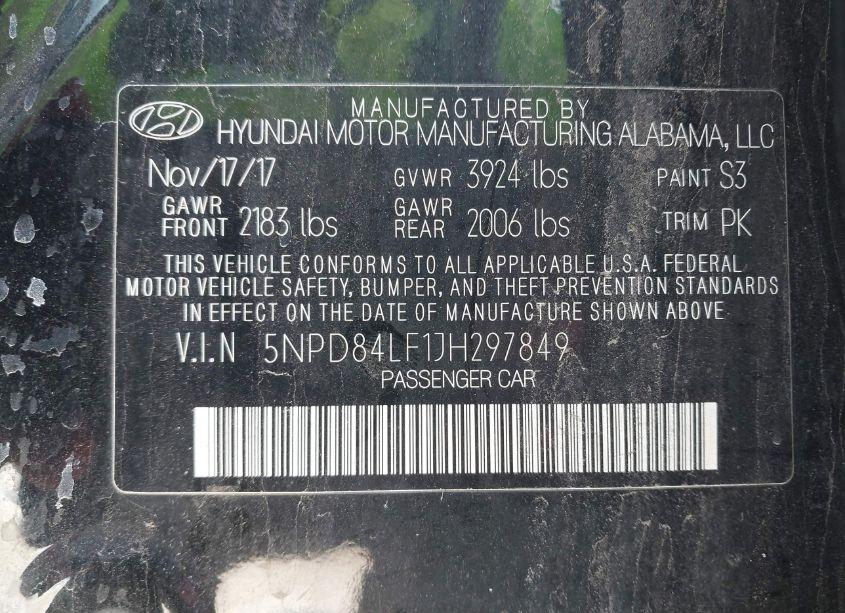 MANUFACTURED BY
HYUNDAI MOTOR MANUFACTURING ALABAMA, LLC
Nov/17/17 GVWR 3924 lbs PAINT S3
GAWR FRONT 2183 lbs GAWR REAR 2006 lbs TRIM PK
THIS VEHICLE CONFORMS TO ALL APPLICABLE U.S.A. FEDERAL
MOTOR VEHICLE SAFETY, BUMPER, AND THEFT PREVENTION STANDARDS
IN EFFECT ON THE DATE OF MANUFACTURE SHOWN ABOVE
V.I.N 5NPD84LF1JH297849
PASSENGER CAR